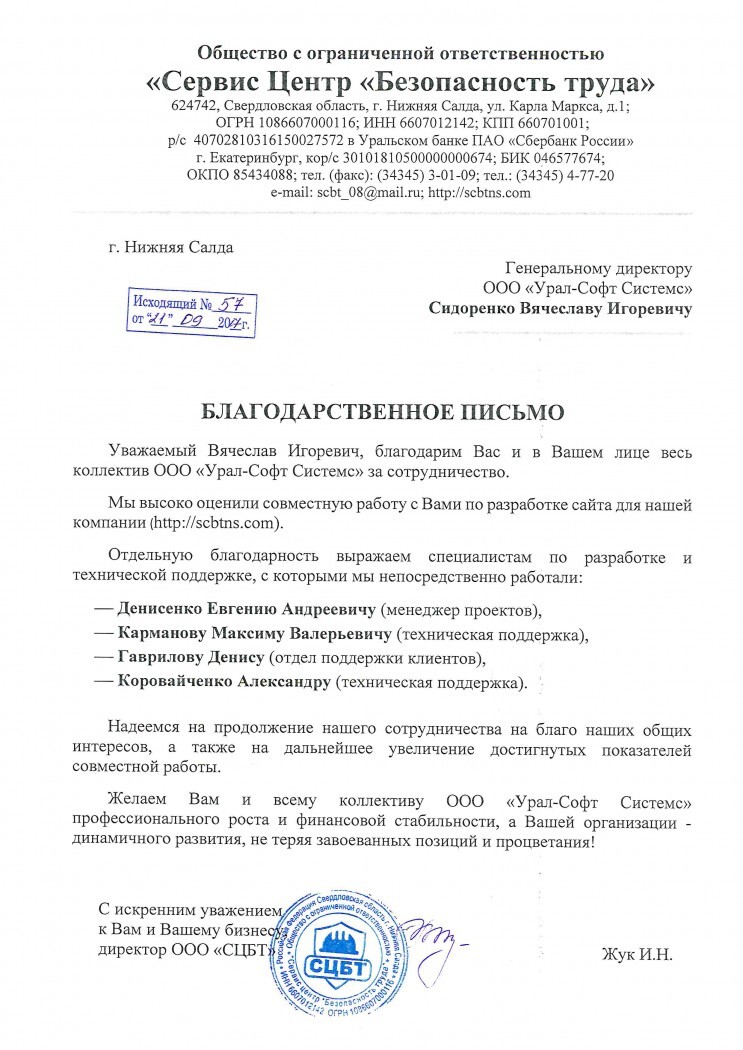 Общество с ограниченной ответственностью
«Сервис Центр «Безопасность труда»
624742, Свердловская область, г. Нижняя Салда, ул. Карла Маркса, д.1;
ОГРН 1086607000116; ИНН 6607012142; КПП 660701001;
р/с 40702810316150027572 в Уральском банке ПАО «Сбербанк России»
г. Екатеринбург, кор/с 30101810500000000674; БИК 046577674;
ОКПО 85434088; тел. (факс): (34345) 3-01-09; тел.: (34345) 4-77-20
e-mail: scbt_08@mail.ru; http://scbtns.com
г. Нижняя Салда
Генеральному директору
ООО «Урал-Софт Системс»
Сидоренко Вячеславу Игоревичу
Исходящий № 57
от "21" 09 2017г.
БЛАГОДАРСТВЕННОЕ ПИСЬМО
Уважаемый Вячеслав Игоревич, благодарим Вас и в Вашем лице весь
коллектив ООО «Урал-Софт Системс» за сотрудничество.
Мы высоко оценили совместную работу с Вами по разработке сайта для нашей
компании (http://scbtns.com).
Отдельную благодарность выражаем специалистам по разработке и
технической поддержке, с которыми мы непосредственно работали:
— Денисенко Евгению Андреевичу (менеджер проектов),
— Карманову Максиму Валерьевичу (техническая поддержка),
— Гаврилову Денису (отдел поддержки клиентов),
— Коровайченко Александру (техническая поддержка).
Надеемся на продолжение нашего сотрудничества на благо наших общих
интересов, а также на дальнейшее увеличение достигнутых показателей
совместной работы.
Желаем Вам и всему коллективу ООО «Урал-Софт Системс»
профессионального роста и финансовой стабильности, а Вашей организации -
динамичного развития, не теряя завоеванных позиций и процветания!
С искренним уважением
к Вам и Вашему бизнесу,
директор ООО «СЦБТ»
Жук И.Н.
Российская Федерация Свердловская область г. Нижняя Салда
ИНН 6607012142 ОГРН 1086607000116
Общество с ограниченной ответственностью
"Сервис центр "Безопасность труда"
СЦБТ